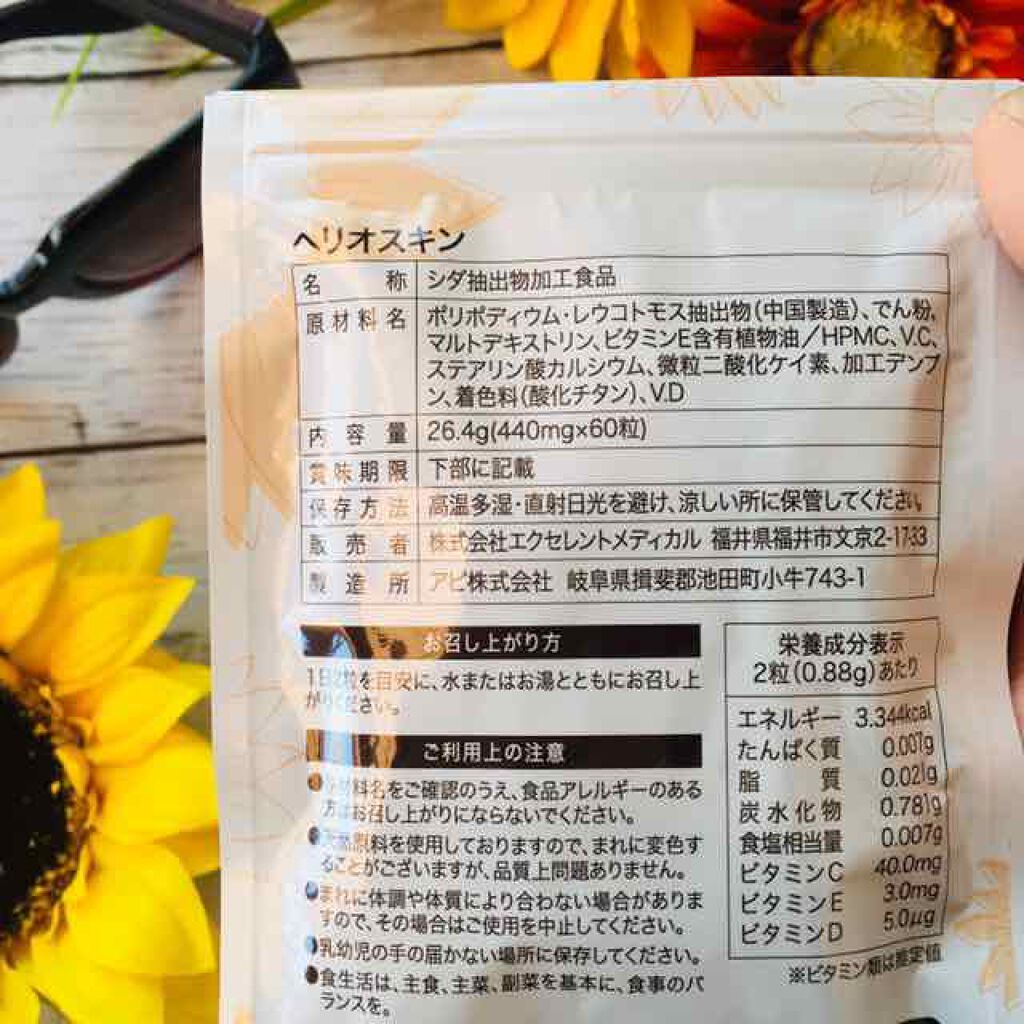 ヘリオスキン
名称 シダ抽出物加工食品
原材料名 ポリポディウム・レウコトモス抽出物(中国製造)、でん粉、
マルトデキストリン、ビタミンE含有植物油/HPMC、V.C、
ステアリン酸カルシウム、微粒二酸化ケイ素、加工デンプ
ン、着色料(酸化チタン)、V.D
内容量 26.4g(440mg×60粒)
賞味期限 下部に記載
保存方法 高温多湿・直射日光を避け、涼しい所に保管してください。
販売者 株式会社エクセレントメディカル 福井県福井市文京2-17-33
製造所 アピ株式会社 岐阜県揖斐郡池田町小牛743-1
お召し上がり方
1日2粒を目安に、水またはお湯とともにお召し上
がりください。
ご利用上の注意
●原材料名をご確認のうえ、食品アレルギーのある
方はお召し上がりにならないでください。
●天然原料を使用しておりますので、まれに変色す
ることがございますが、品質上問題ありません。
●まれに体調や体質により合わない場合がありま
すので、その場合はご使用を中止してください。
●乳幼児の手の届かない場所に保存してください。
●食生活は、主食、主菜、副菜を基本に、食事のバ
ランスを。
栄養成分表示
2粒(0.88g)あたり
エネルギー 3.344kcal
たんぱく質 0.007g
脂質 0.021g
炭水化物 0.781g
食塩相当量 0.007g
ビタミンC 40.0mg
ビタミンE 3.0mg
ビタミンD 5.0μg
※ビタミン類は推定値